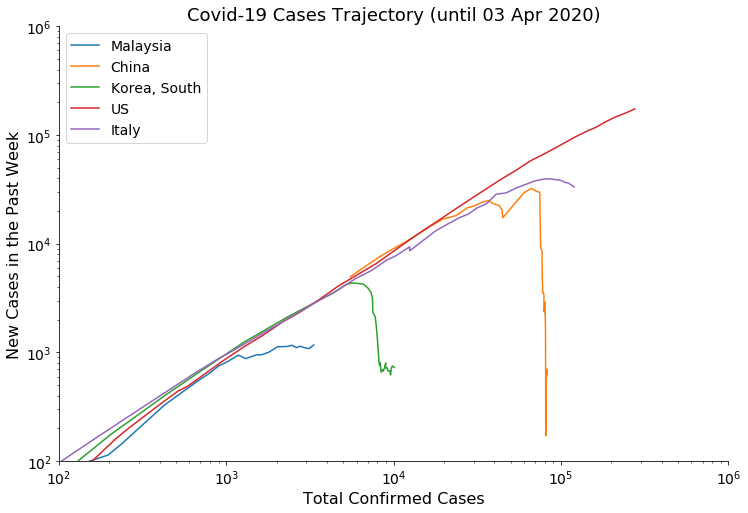 Covid-19 Cases Trajectory (until 03 Apr 2020)
10^6
Malaysia
China
Korea, South
US
Italy
10^5
10^4
10^3
10^2
New Cases in the Past Week
10^2 10^3 10^4 10^5 10^6
Total Confirmed Cases